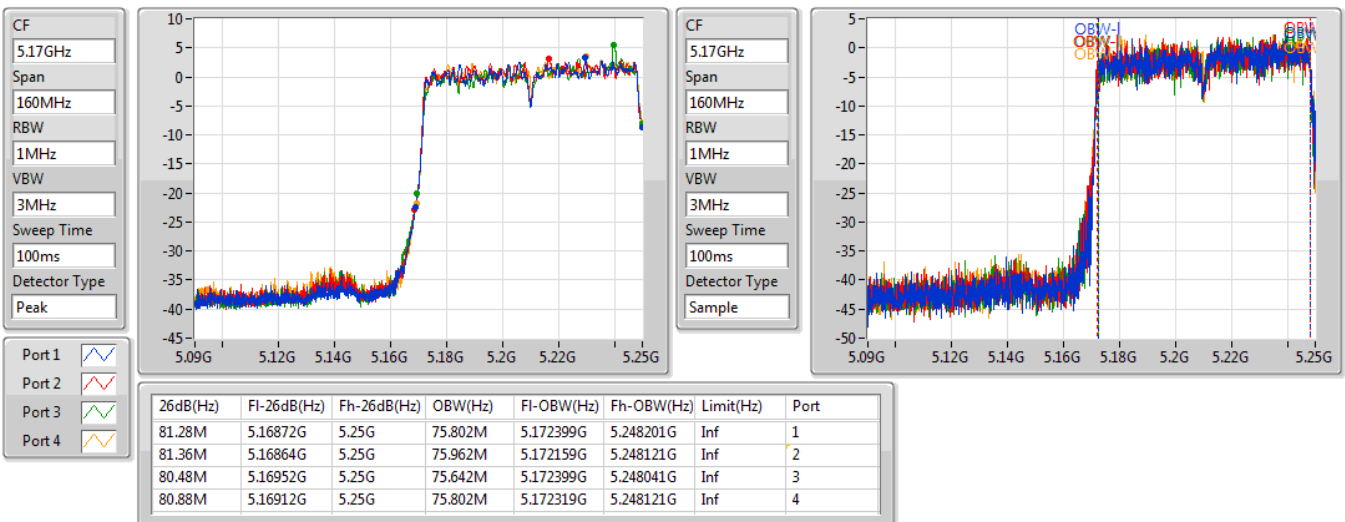 CF
5.17GHz
Span
160MHz
RBW
1MHz
VBW
3MHz
Sweep Time
100ms
Detector Type
Peak
10
5
0
-5
-10
-15
-20
-25
-30
-35
-40
-45
5.09G 5.12G 5.14G 5.16G 5.18G 5.2G 5.22G 5.25G
CF
5.17GHz
Span
160MHz
RBW
1MHz
VBW
3MHz
Sweep Time
100ms
Detector Type
Sample
5
0
-5
-10
-15
-20
-25
-30
-35
-40
-45
-50
OBW-l
5.09G 5.12G 5.14G 5.16G 5.18G 5.2G 5.22G 5.25G
Port 1
Port 2
Port 3
Port 4
26dB(Hz) Fl-26dB(Hz) Fh-26dB(Hz) OBW(Hz) Fl-OBW(Hz) Fh-OBW(Hz) Limit(Hz) Port
81.28M 5.16872G 5.25G 75.802M 5.172399G 5.248201G Inf 1
81.36M 5.16864G 5.25G 75.962M 5.172159G 5.248121G Inf 2
80.48M 5.16952G 5.25G 75.642M 5.172399G 5.248041G Inf 3
80.88M 5.16912G 5.25G 75.802M 5.172319G 5.248121G Inf 4